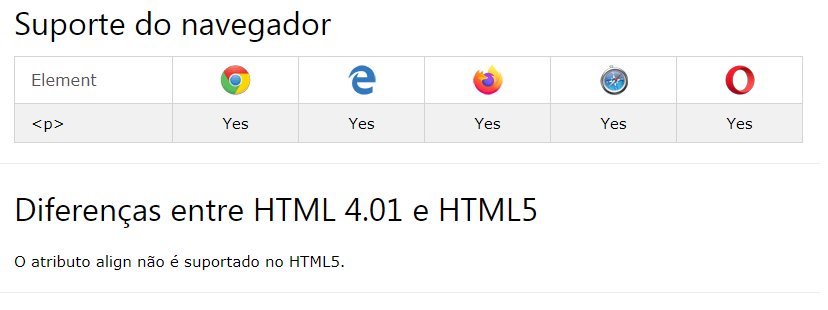 Suporte do navegador
Element
<p> Yes Yes Yes Yes Yes
Diferenças entre HTML 4.01 e HTML5
O atributo align não é suportado no HTML5.